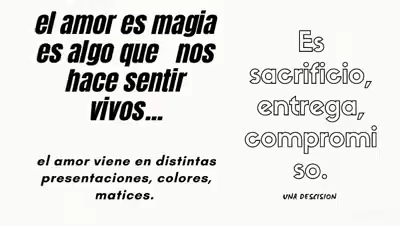 el amor es magia
es algo que nos
hace sentir
vivos...
el amor viene en distintas
presentaciones, colores,
matices.
Es
sacrificio,
entrega,
compromi
so.
UNA DESCISION